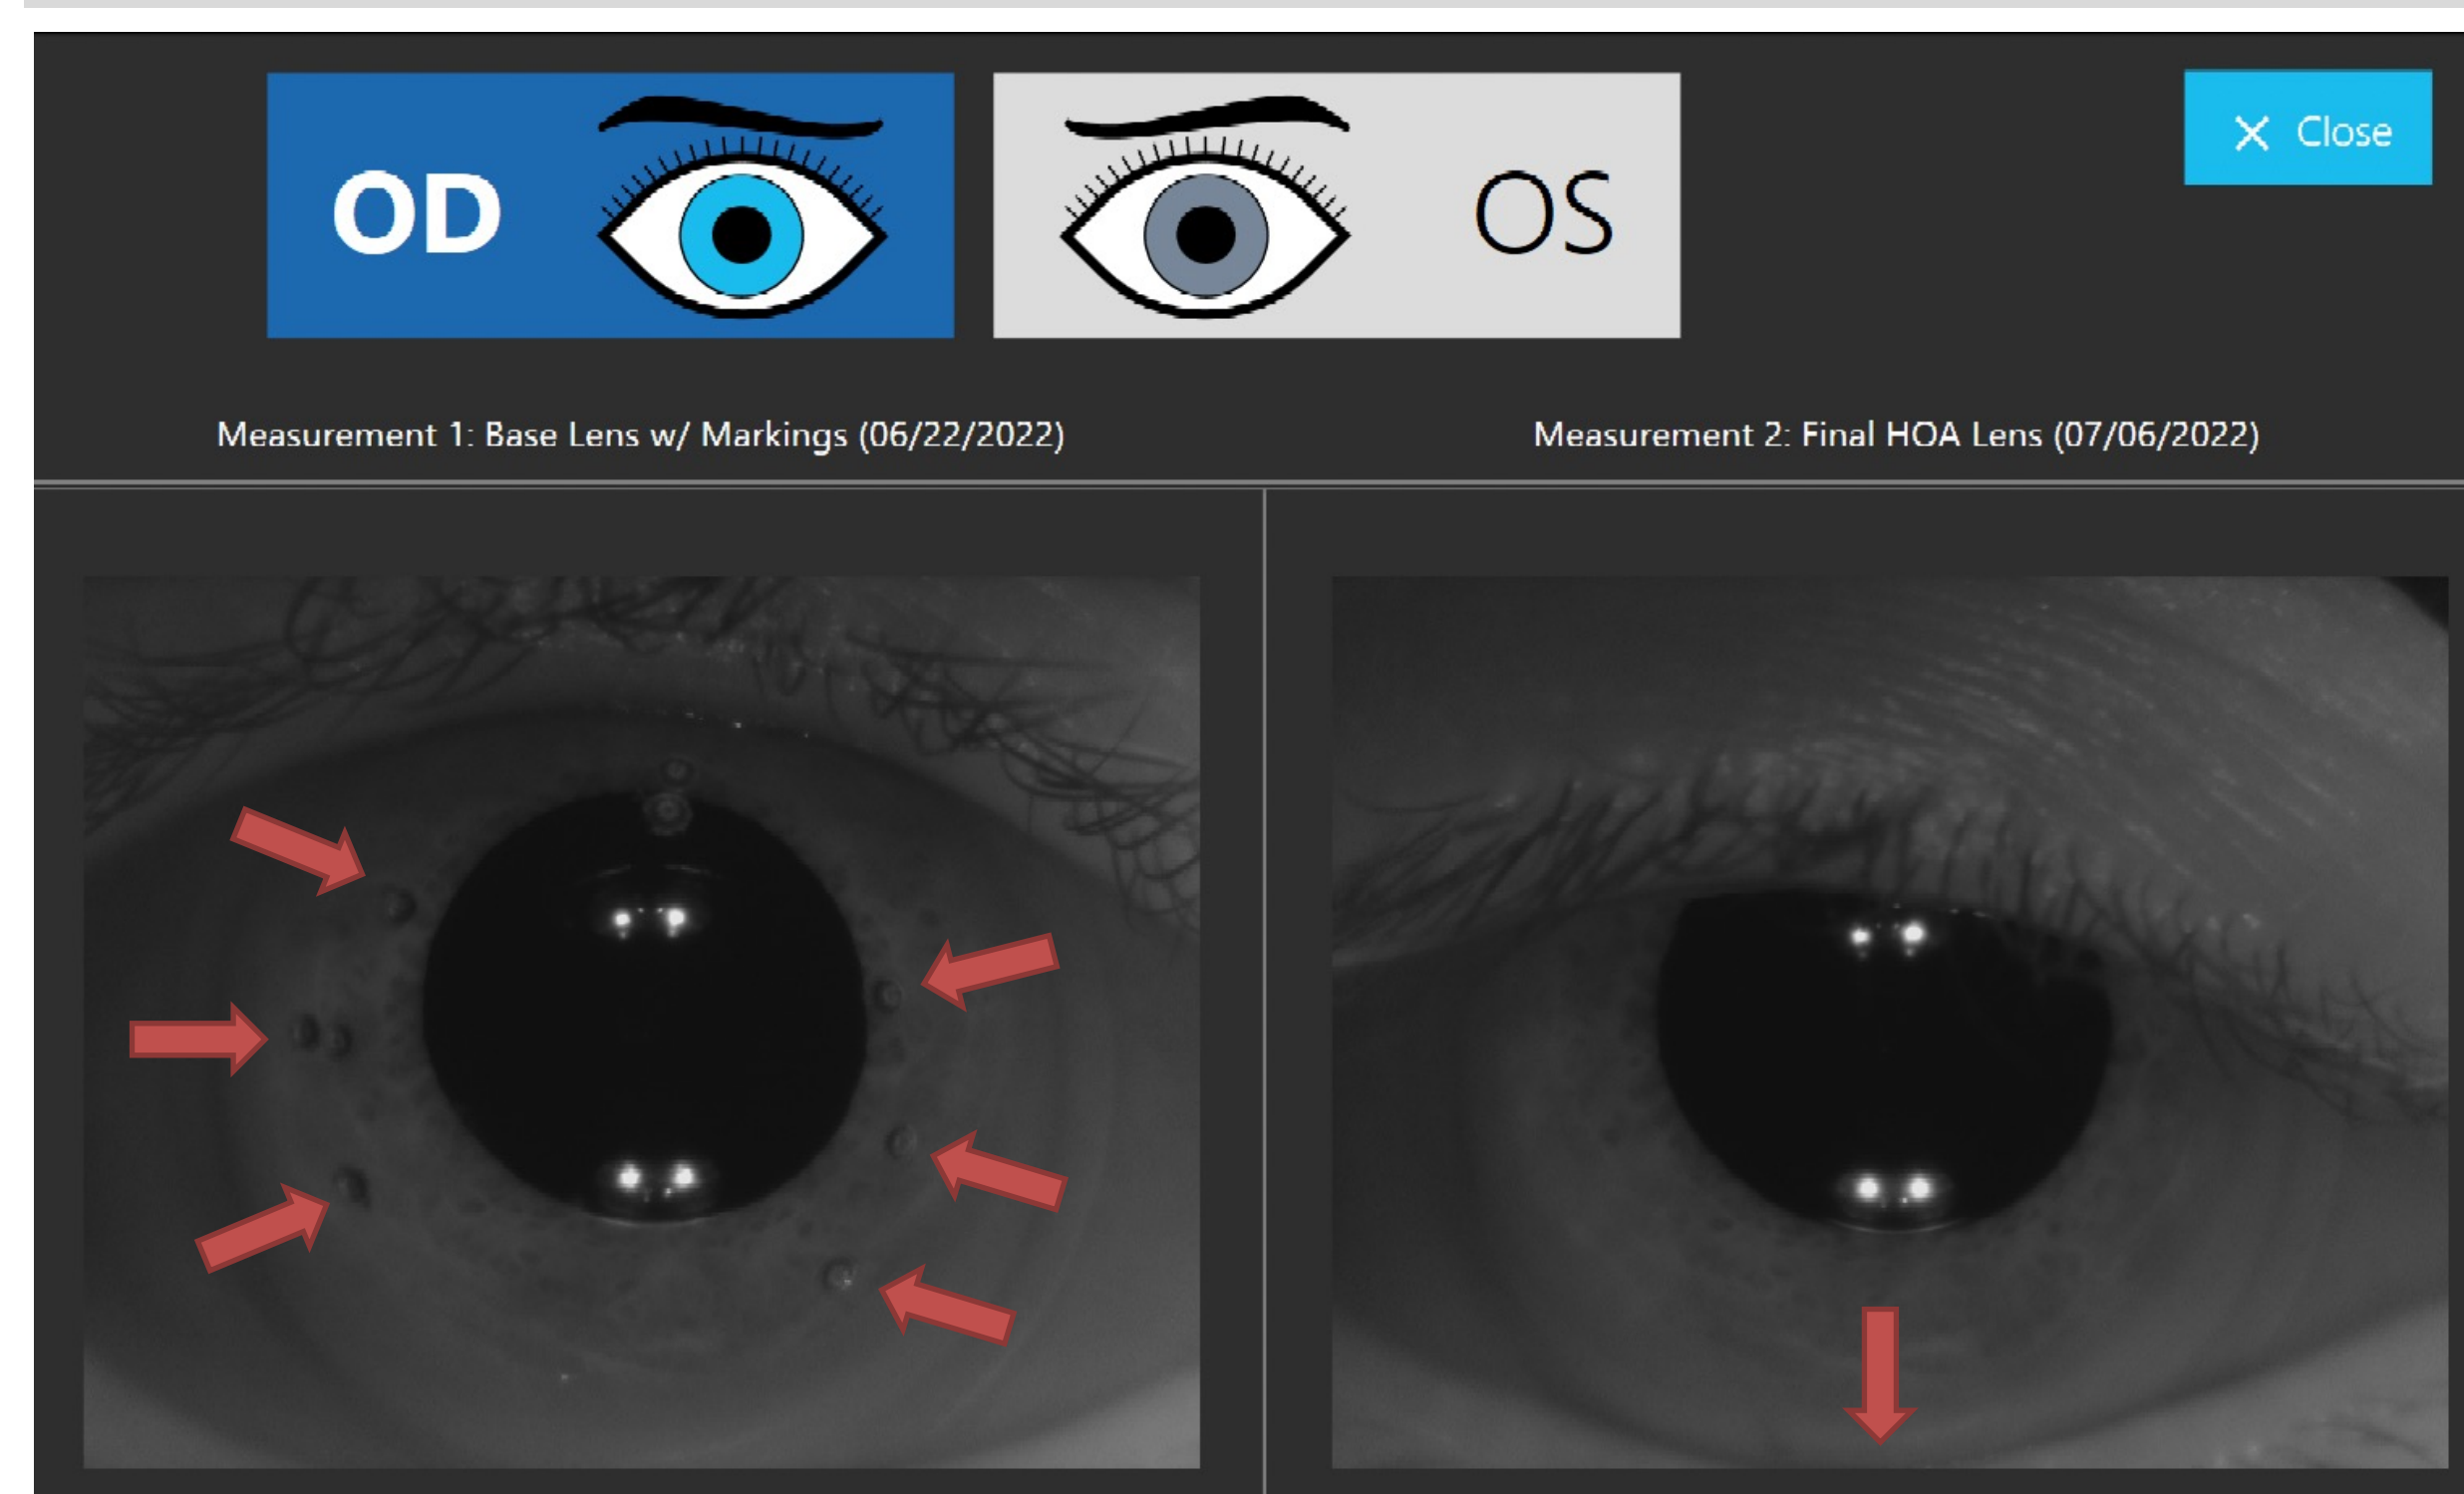 OD
OS
Close
Measurement 1: Base Lens w/ Markings (06/22/2022)
Measurement 2: Final HOA Lens (07/06/2022)